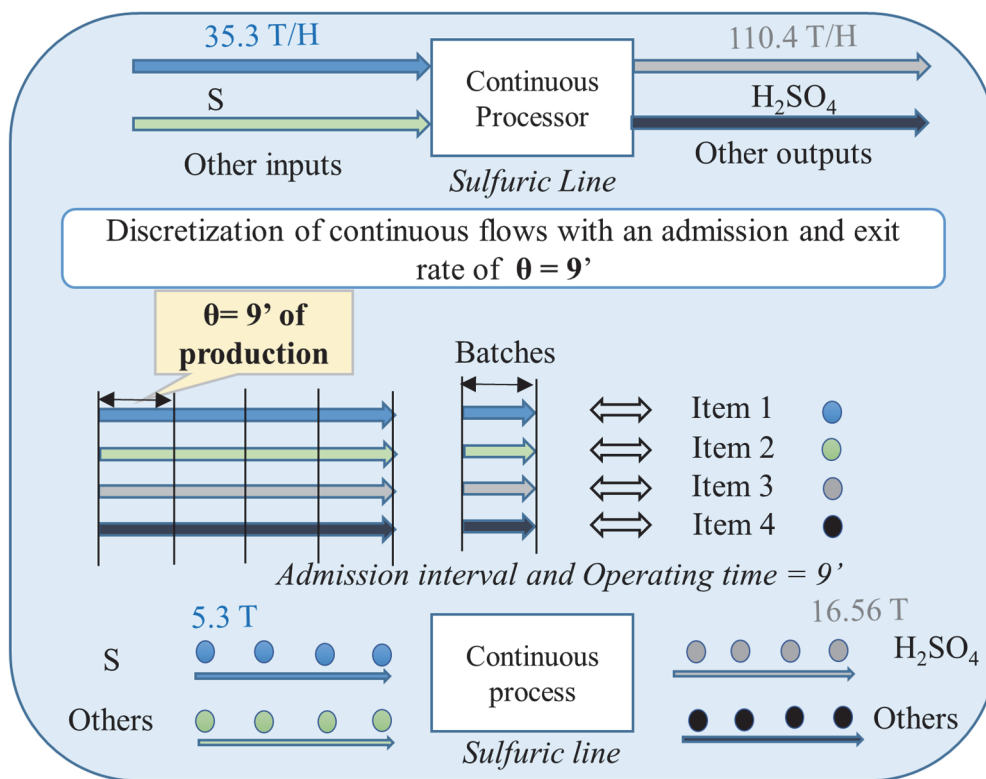 35.3 T/H
110.4 T/H
S
Continuous
Processor
H₂SO₄
Other inputs
Other outputs
Sulfuric Line
Discretization of continuous flows with an admission and exit
rate of θ = 9’
θ= 9’ of
production
Batches
Item 1
Item 2
Item 3
Item 4
Admission interval and Operating time = 9’
5.3 T
16.56 T
S
Continuous
process
H₂SO₄
Others
Others
Sulfuric line